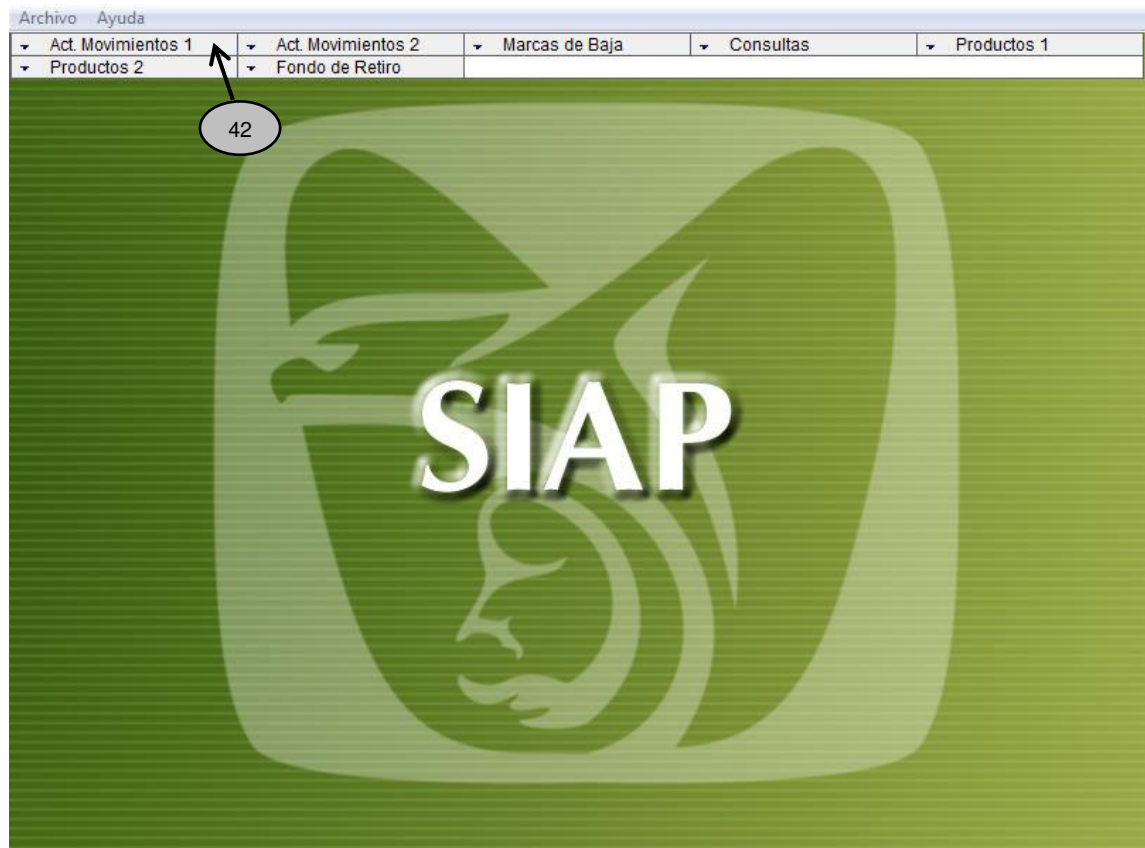 Archivo Ayuda
Act. Movimientos 1 Act. Movimientos 2 Marcas de Baja Consultas Productos 1
Productos 2 Fondo de Retiro
42
SIAP